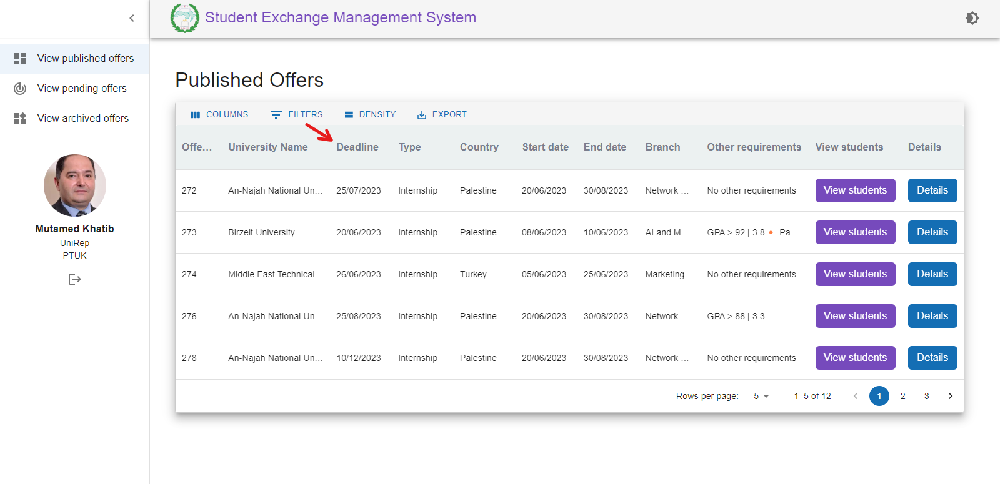 Student Exchange Management System
View published offers
View pending offers
View archived offers
Mutamed Khatib
UniRep
PTUK
Published Offers
COLUMNS FILTERS DENSITY EXPORT
Offe... University Name Deadline Type Country Start date End date Branch Other requirements View students Details
272 An-Najah National Un... 25/07/2023 Internship Palestine 20/06/2023 30/08/2023 Network ... No other requirements View students Details
273 Birzeit University 20/06/2023 Internship Palestine 08/06/2023 10/06/2023 AI and M... GPA > 92 | 3.8🔸 Pa... View students Details
274 Middle East Technical... 26/06/2023 Internship Turkey 05/06/2023 25/06/2023 Marketing... No other requirements View students Details
276 An-Najah National Un... 25/08/2023 Internship Palestine 20/06/2023 30/08/2023 Network ... GPA > 88 | 3.3 View students Details
278 An-Najah National Un... 10/12/2023 Internship Palestine 20/06/2023 30/08/2023 Network ... No other requirements View students Details
Rows per page: 5 1–5 of 12 1 2 3